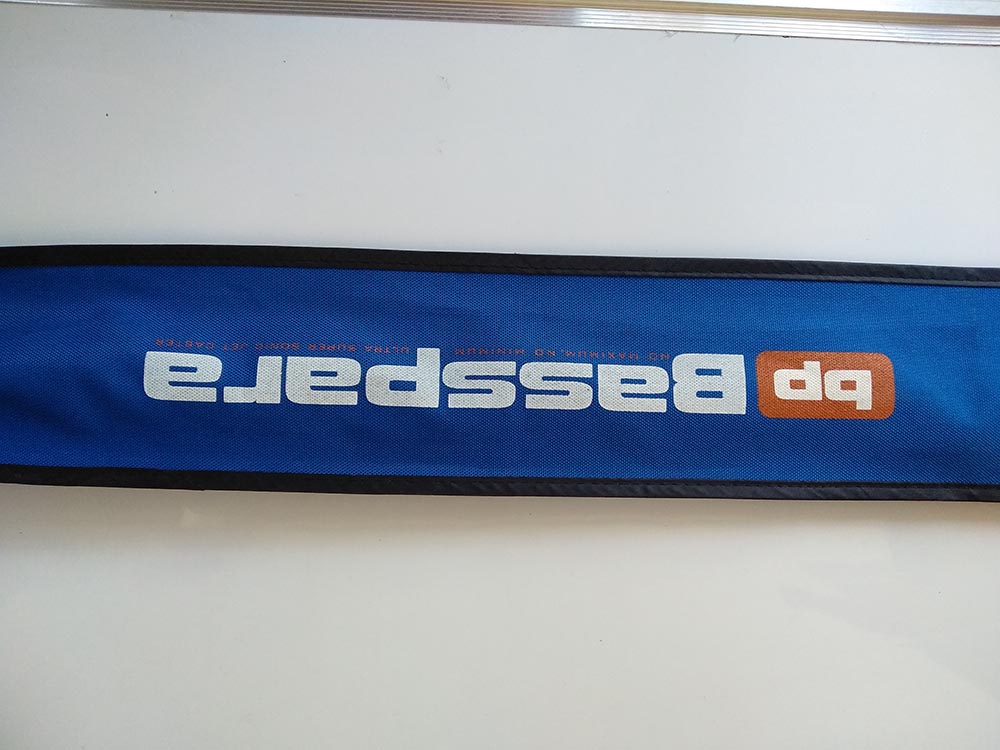 bp Basspara
NO MAXIMUM, NO MINIMUM ULTRA SUPER SONIC JET CASTER